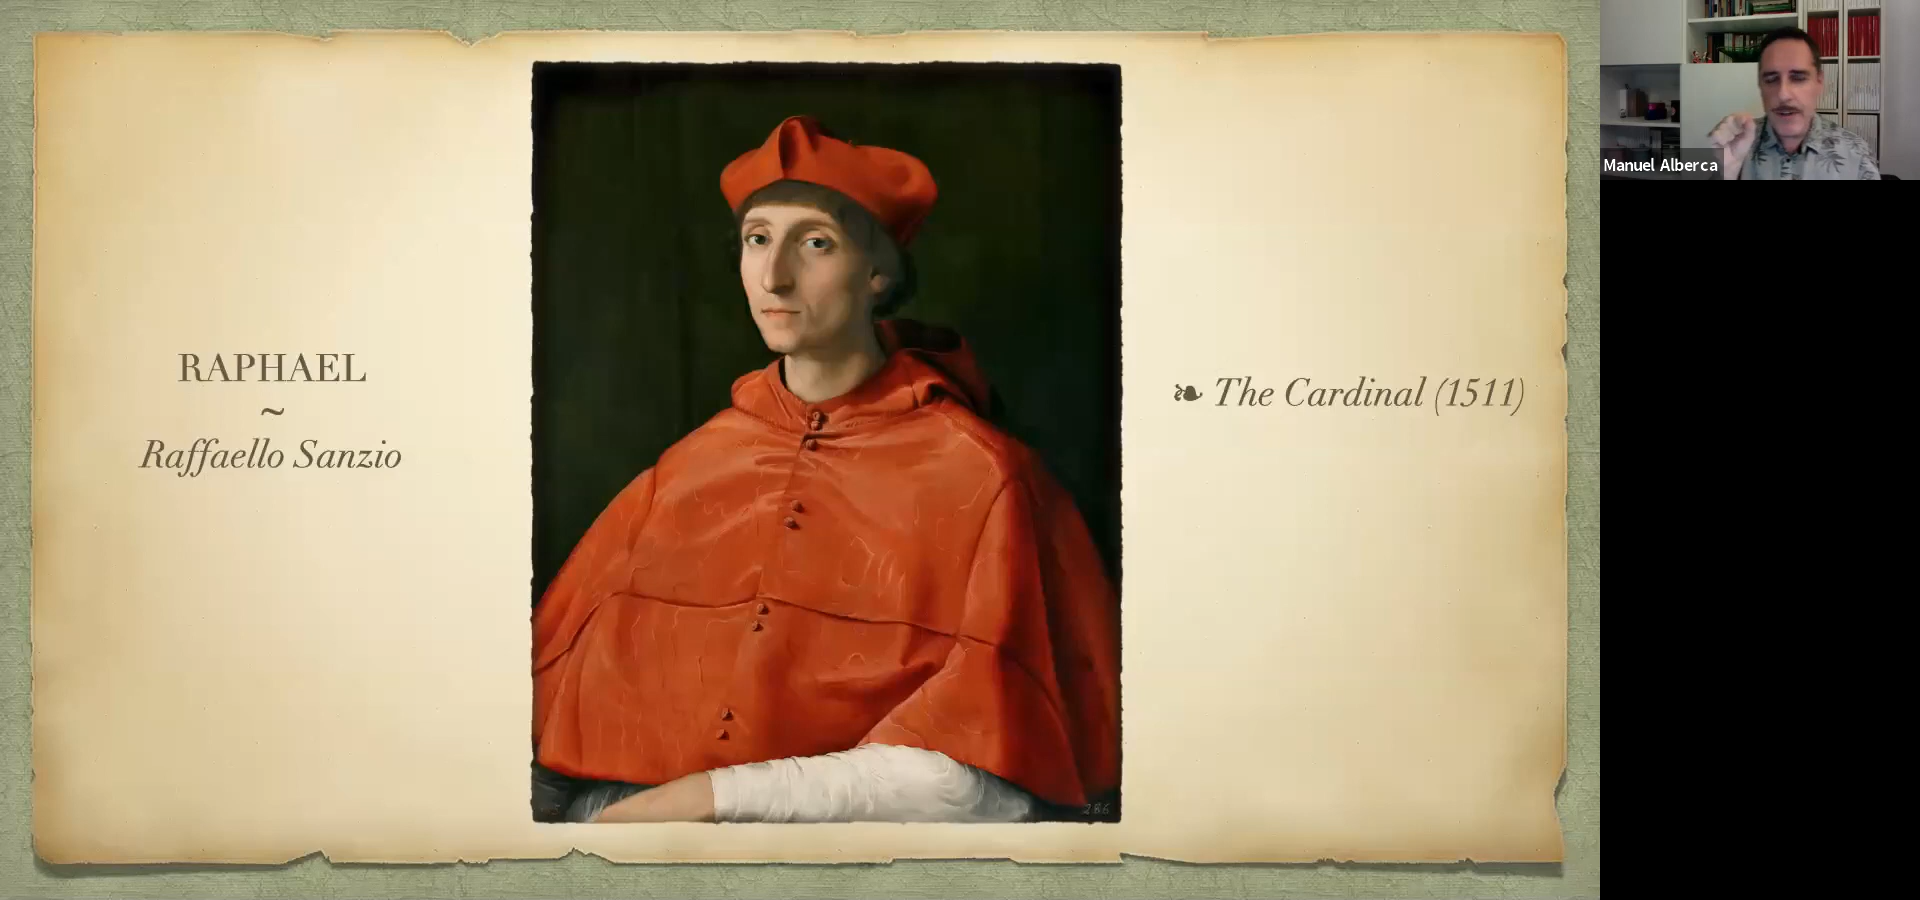 RAPHAEL
~
Raffaello Sanzio
❧ The Cardinal (1511)
286
Manuel Alberca